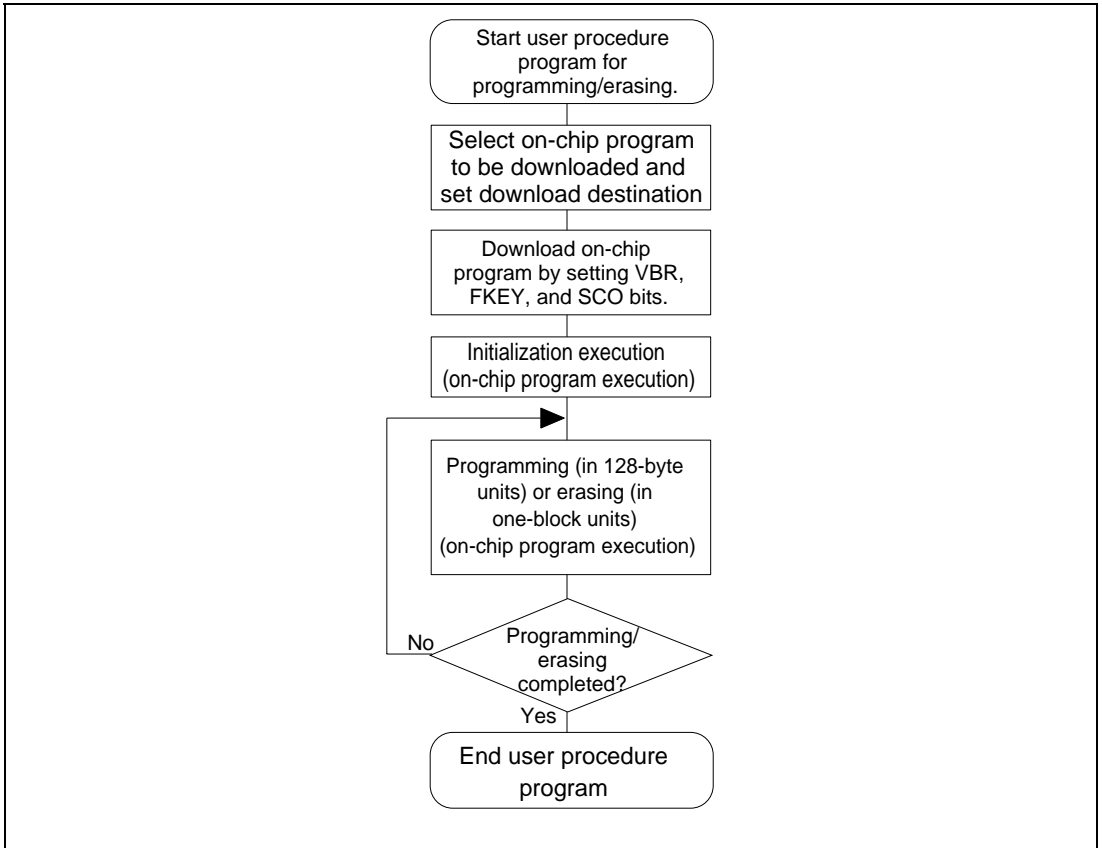 Start user procedure
program for
programming/erasing.
Select on-chip program
to be downloaded and
set download destination
Download on-chip
program by setting VBR,
FKEY, and SCO bits.
Initialization execution
(on-chip program execution)
Programming (in 128-byte
units) or erasing (in
one-block units)
(on-chip program execution)
No
Programming/
erasing
completed?
Yes
End user procedure
program